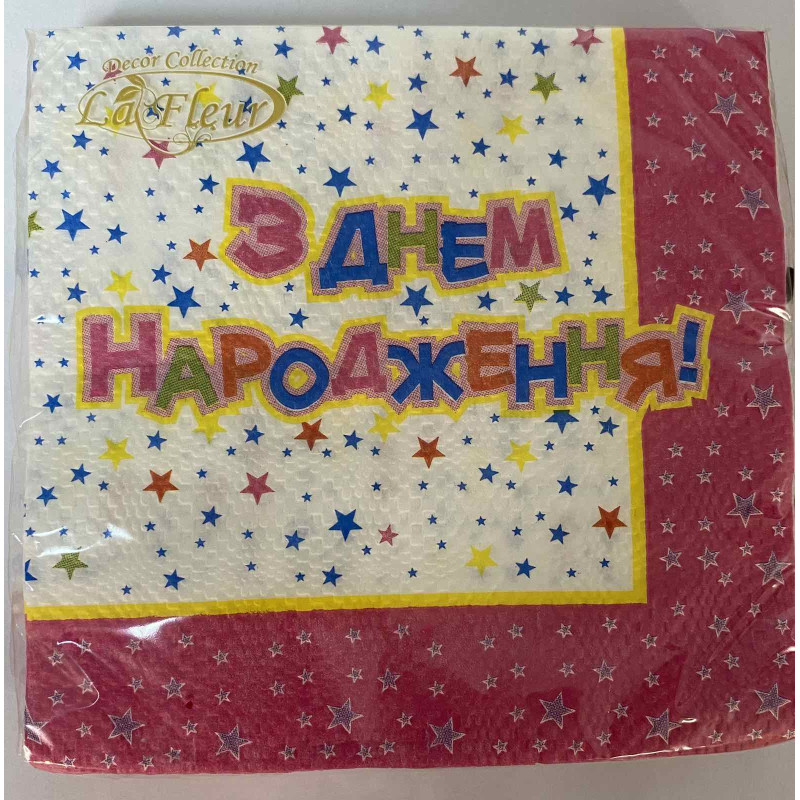 Decor Collection
La Fleur
З ДНЕМ
НАРОДЖЕННЯ!